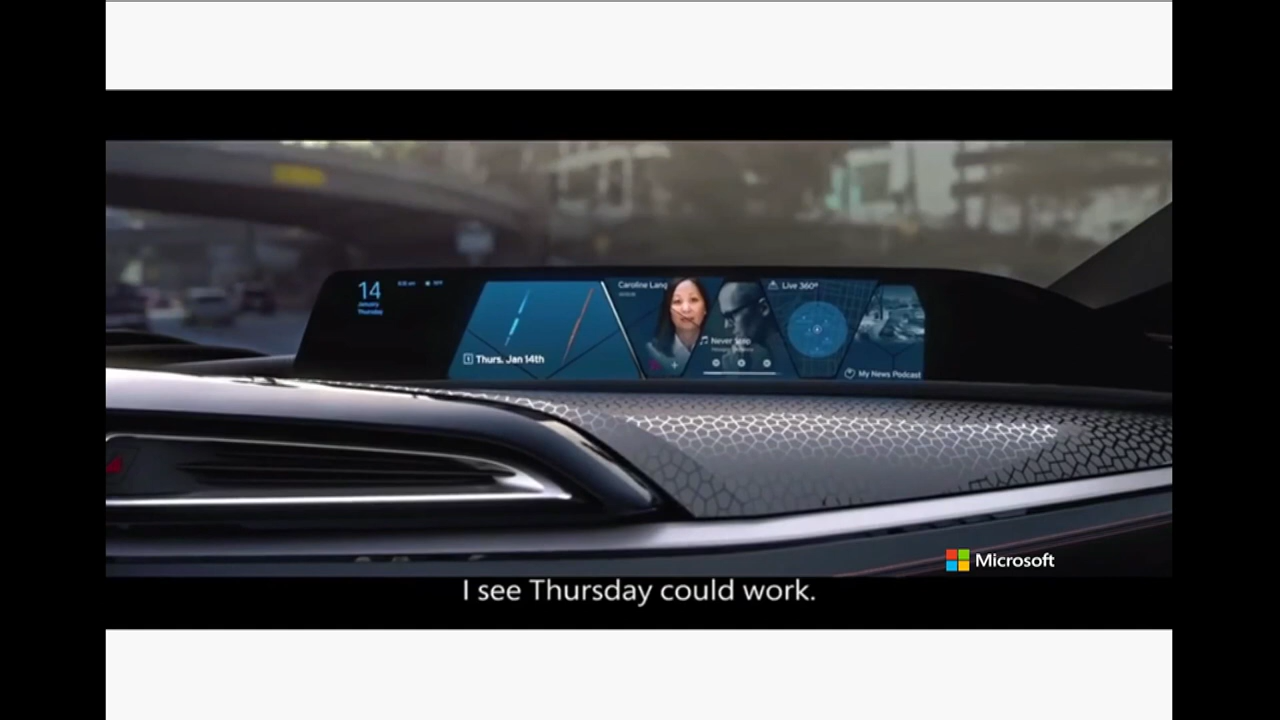 14
January
Thursday
Thurs. Jan 14th
Caroline Lang
Never Stop
Live 360°
My News Podcast
Microsoft
I see Thursday could work.